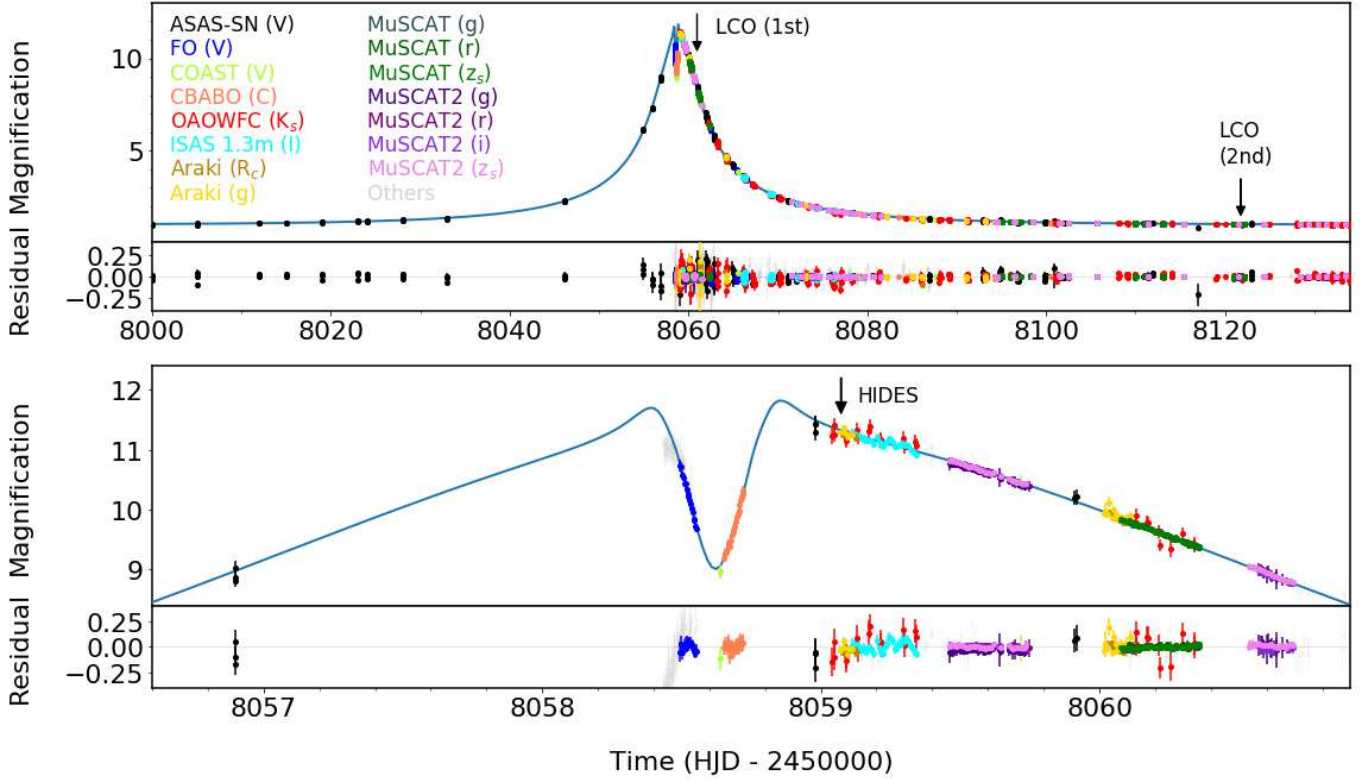 Residual Magnification
10
5
ASAS-SN (V)
FO (V)
COAST (V)
CBABO (C)
OAOWFC (Kₛ)
ISAS 1.3m (I)
Araki (R꜀)
Araki (g)
MuSCAT (g)
MuSCAT (r)
MuSCAT (zₛ)
MuSCAT2 (g)
MuSCAT2 (r)
MuSCAT2 (i)
MuSCAT2 (zₛ)
Others
LCO (1st)
LCO
(2nd)
0.25
0.00
−0.25
8000 8020 8040 8060 8080 8100 8120
Residual Magnification
12
11
10
9
HIDES
0.25
0.00
−0.25
8057 8058 8059 8060
Time (HJD - 2450000)